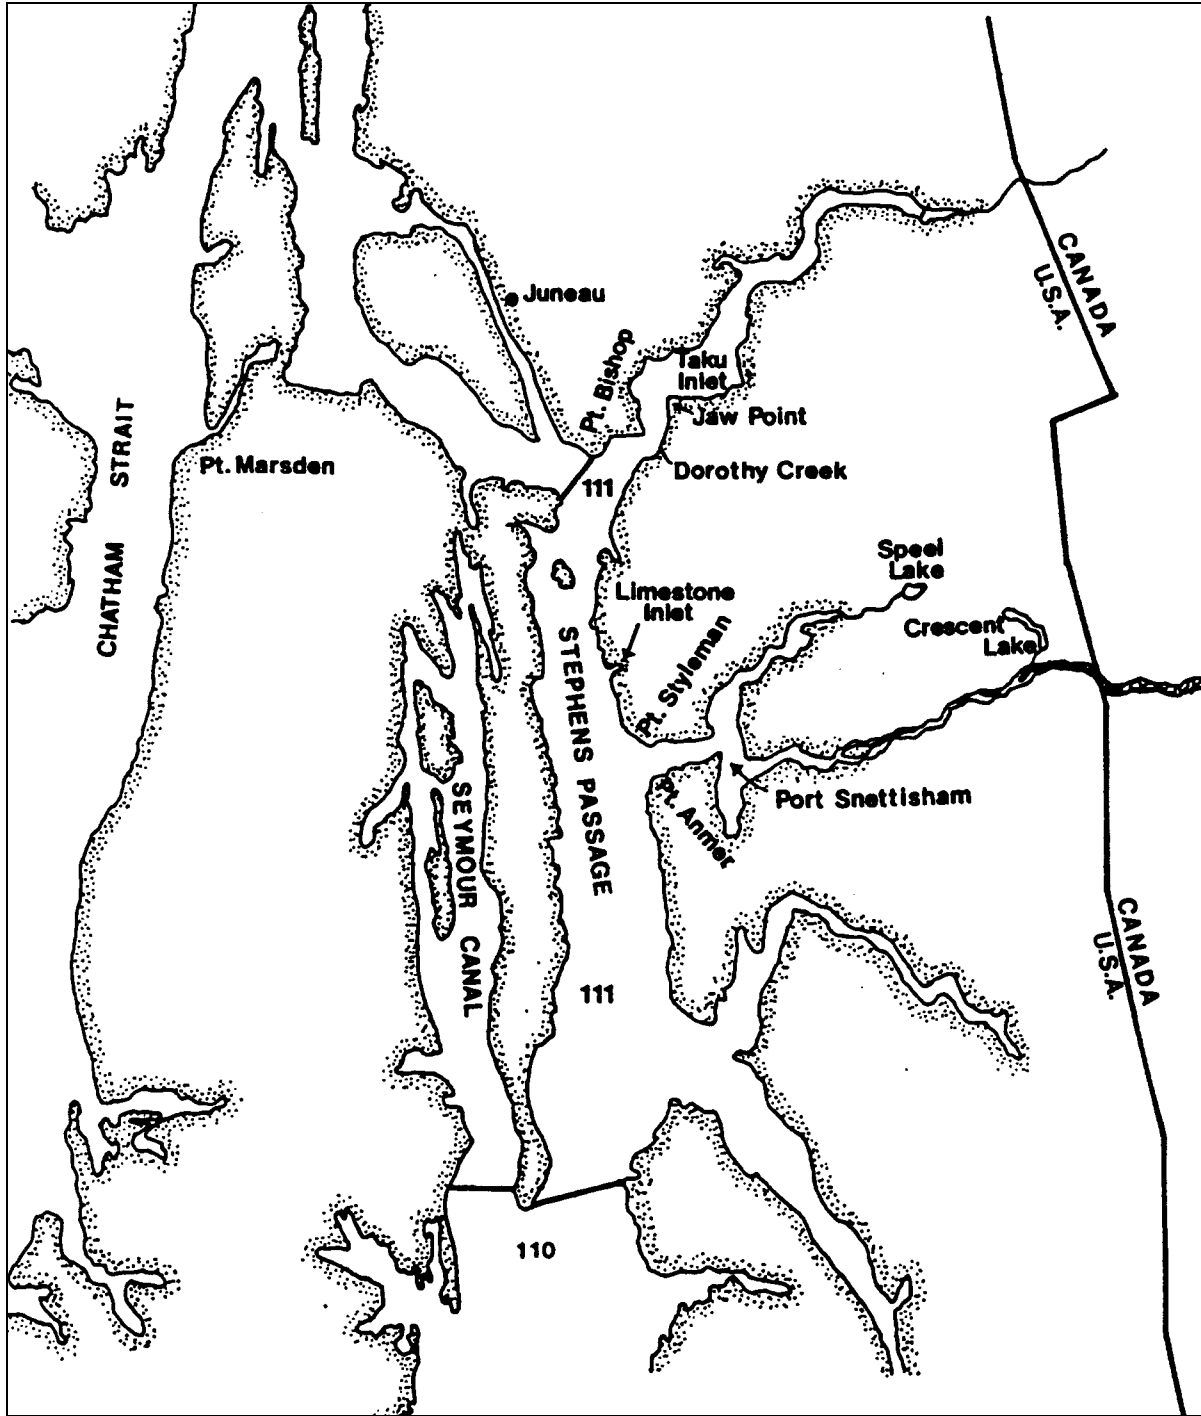 CANADA
U.S.A.
Juneau
Pt. Bishop
Taku
Inlet
Jaw Point
CHATHAM STRAIT
Pt. Marsden
Dorothy Creek
111
Speel
Lake
Limestone
Inlet
Crescent
Lake
STEPHENS PASSAGE
Pt. Styleman
Port Snettisham
Pt. Anmer
SEYMOUR CANAL
CANADA
U.S.A.
111
110